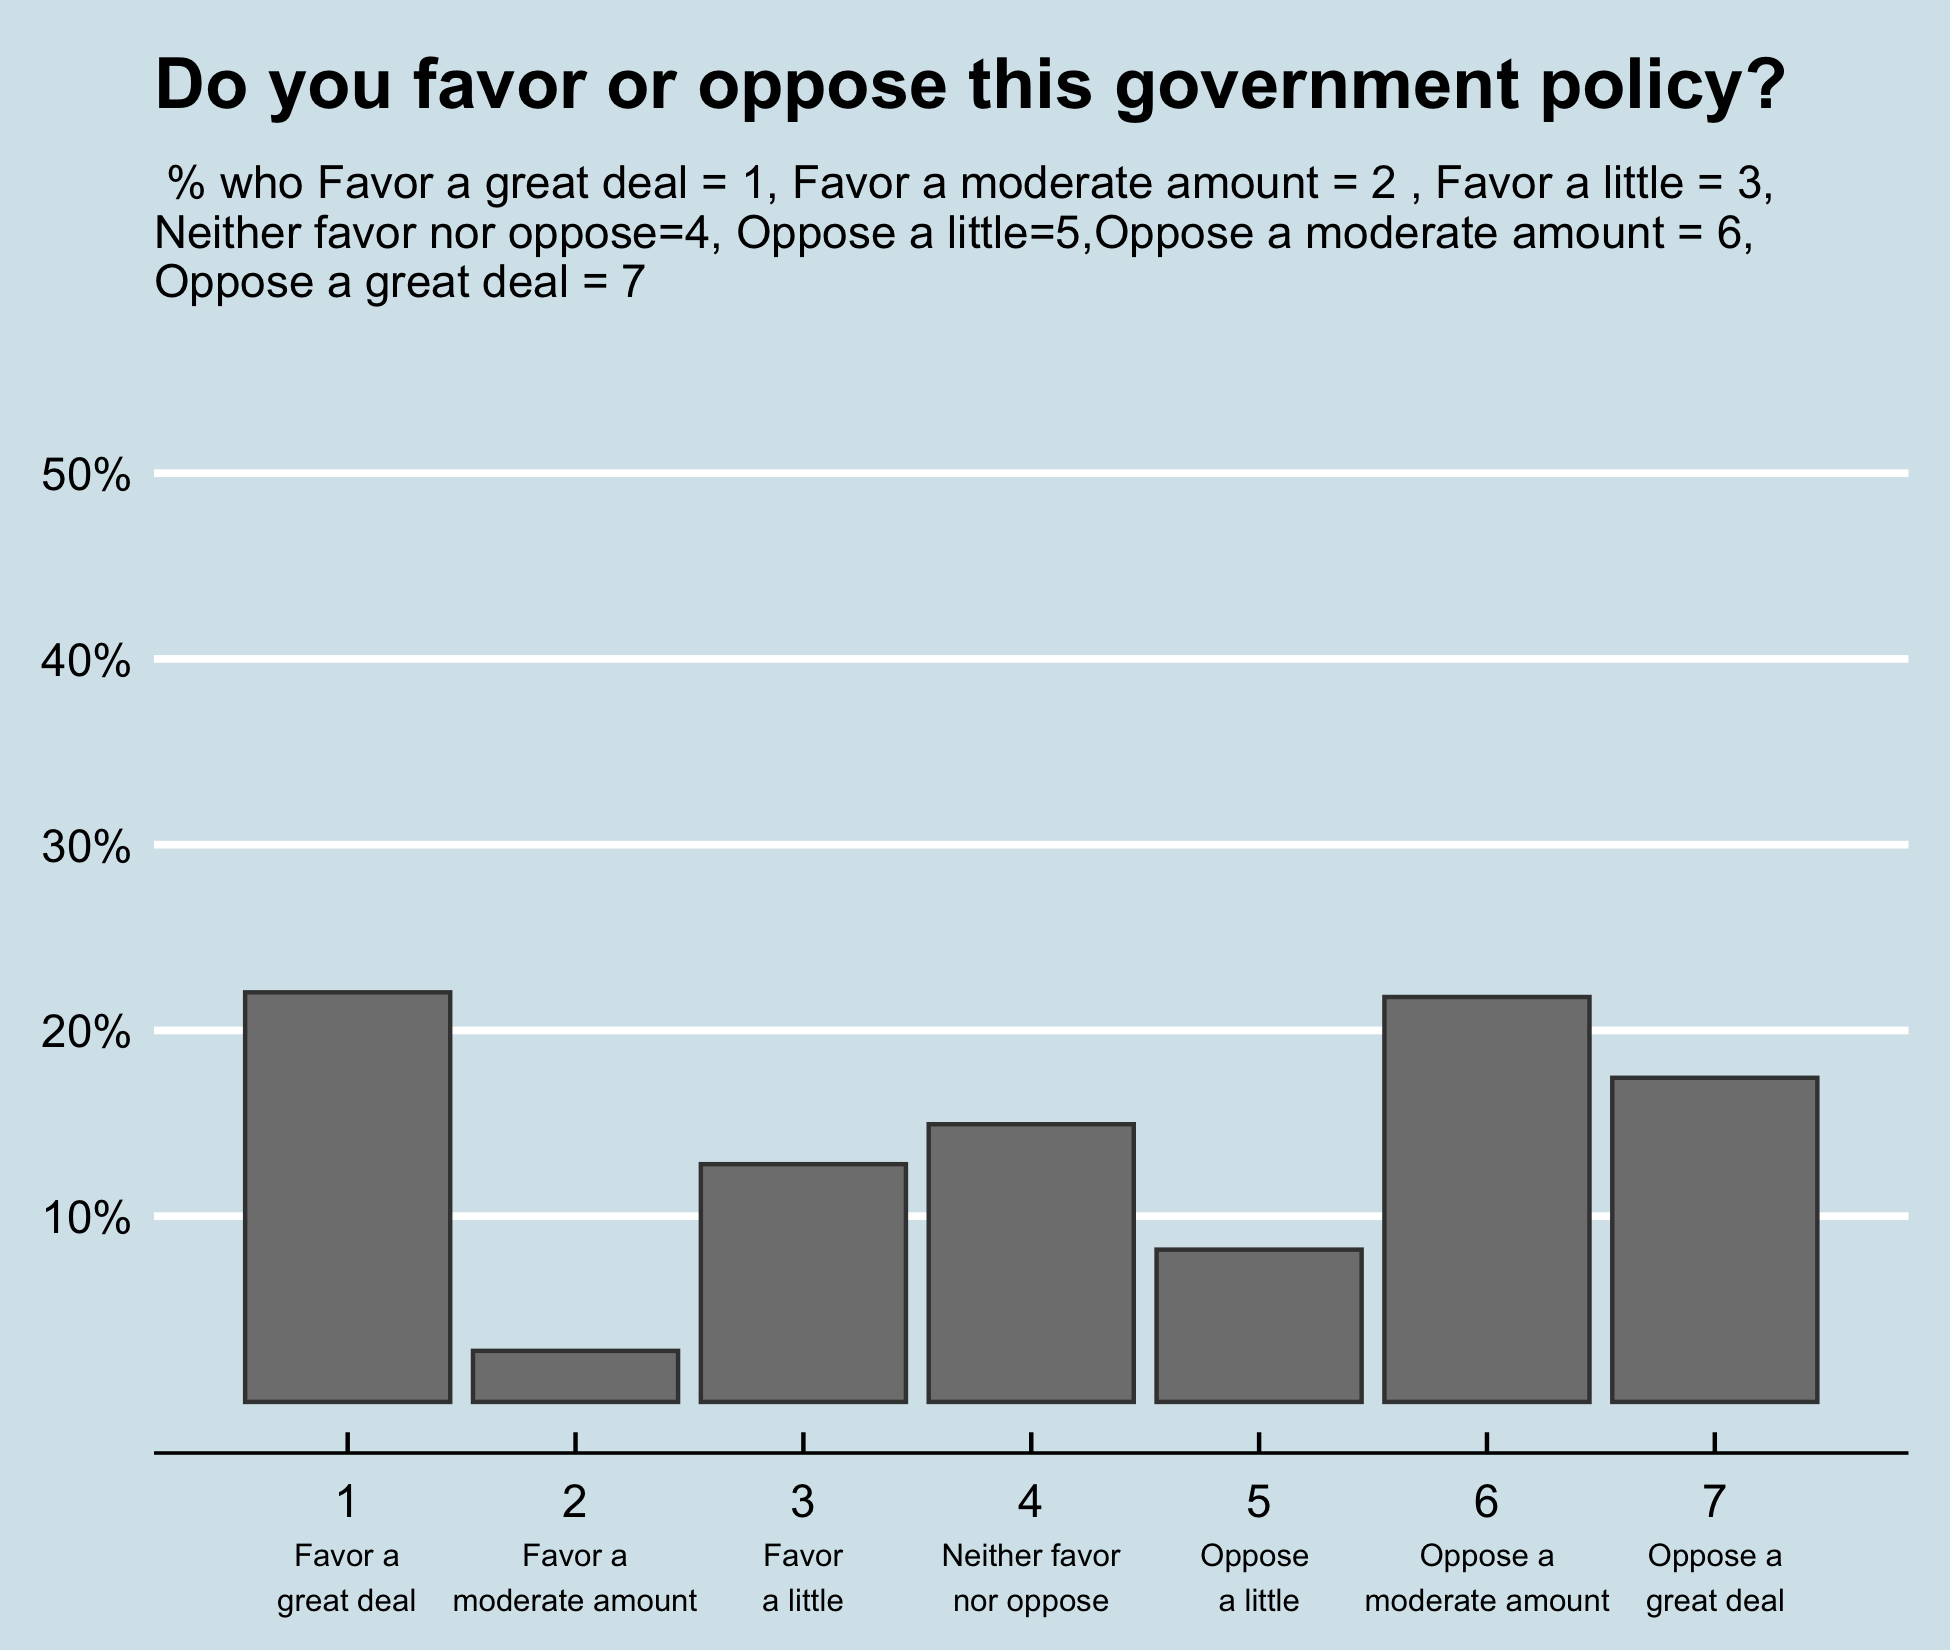 Do you favor or oppose this government policy?
% who Favor a great deal = 1, Favor a moderate amount = 2 , Favor a little = 3,
Neither favor nor oppose=4, Oppose a little=5,Oppose a moderate amount = 6,
Oppose a great deal = 7
50%
40%
30%
20%
10%
1 2 3 4 5 6 7
Favor a Favor a Favor Neither favor Oppose Oppose a Oppose a
great deal moderate amount a little nor oppose a little moderate amount great deal